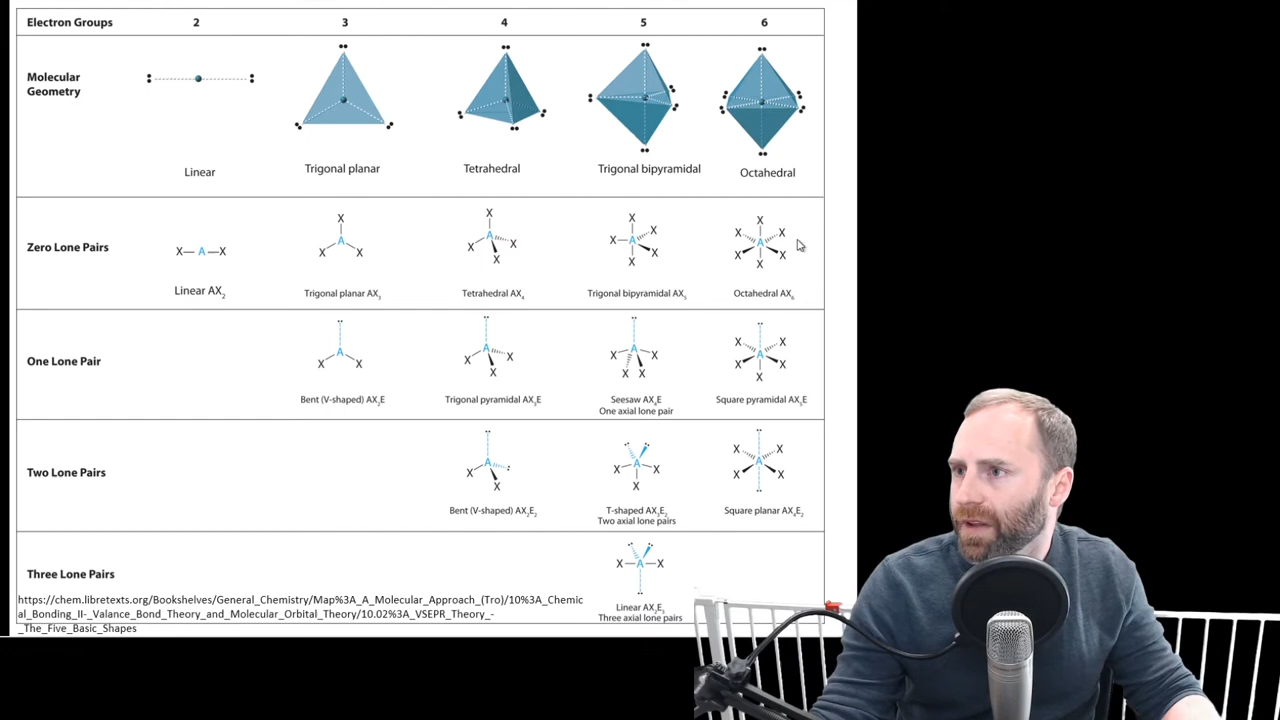 Electron Groups 2 3 4 5 6
Molecular
Geometry
Linear Trigonal planar Tetrahedral Trigonal bipyramidal Octahedral
Zero Lone Pairs
X X X X
X—A—X X A X X A X X X A X X X X X A X X X X
Linear AX₂ Trigonal planar AX₃ Tetrahedral AX₄ Trigonal bipyramidal AX₅ Octahedral AX₆
One Lone Pair
X A X X A X X X A X X X X X A X X X
Bent (V-shaped) AX₂E Trigonal pyramidal AX₃E Seesaw AX₄E Square pyramidal AX₅E
One axial lone pair
Two Lone Pairs
X A X X A X X X X A X X
Bent (V-shaped) AX₂E₂ T-shaped AX₃E₂ Square planar AX₄E₂
Two axial lone pairs
Three Lone Pairs
X—A—X
https://chem.libretexts.org/Bookshelves/General_Chemistry/Map%3A_A_Molecular_Approach_(Tro)/10%3A_Chemic
al_Bonding_II-_Valance_Bond_Theory_and_Molecular_Orbital_Theory/10.02%3A_VSEPR_Theory_-
_The_Five_Basic_Shapes
Linear AX₂E₃
Three axial lone pairs